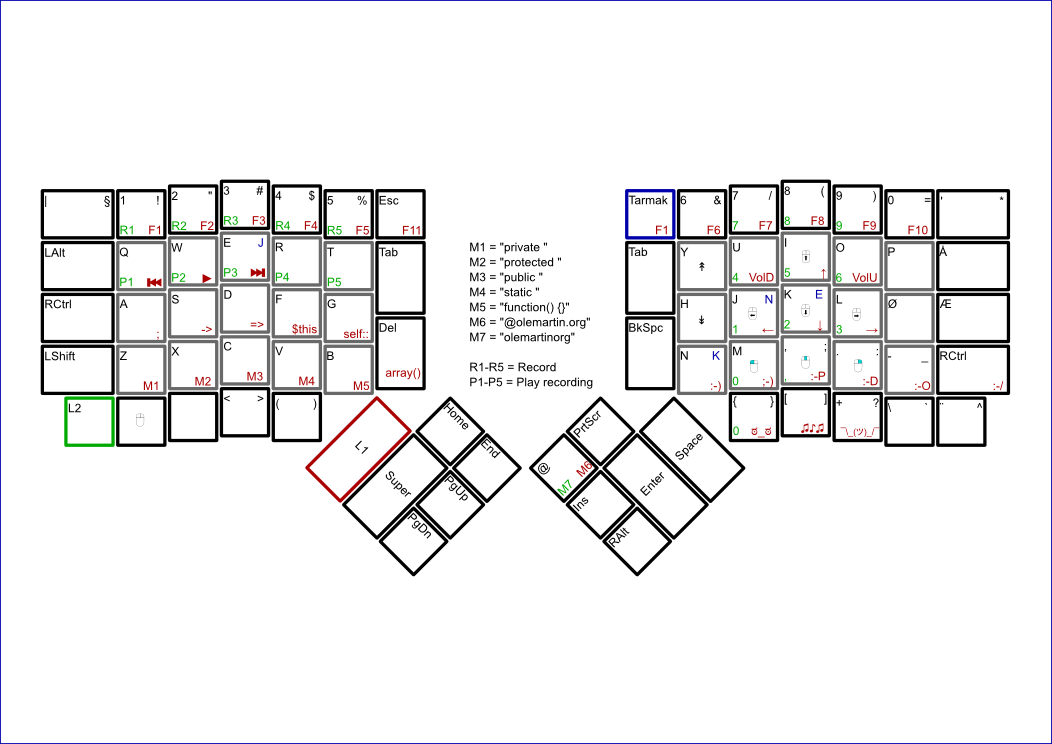 | § 1 ! R1 F1 2 " R2 F2 3 # R3 F3 4 $ R4 F4 5 % R5 F5 Esc F11
LAlt Q P1 ⏮ W P2 ▶ E J P3 ⏭ R P4 T P5 Tab
RCtrl A ; S -> D => F $this G self:: Del array()
LShift Z M1 X M2 C M3 V M4 B M5
L2 < > ( )
L1 Super Home End PgUp PgDn
M1 = "private "
M2 = "protected "
M3 = "public "
M4 = "static "
M5 = "function() {}"
M6 = "@olemartin.org"
M7 = "olemartinorg"
R1-R5 = Record
P1-P5 = Play recording
Tarmak F1 6 & F6 7 / 7 F7 8 ( 8 F8 9 ) 9 F9 0 = F10 ' *
Tab Y ↟ U 4 VolD I 5 ↑ O 6 VolU P Å
BkSpc H ↡ J N 1 ← K E 2 ↓ L 3 → Ø Æ
N K :-) M 0 ;-) , ; :-P . : :-D - _ :-O RCtrl :-/
{ } 0 ಠ_ಠ [ ] ♫♪♫ + ? ¯\_(ツ)_/¯ \ ` ¨ ^
@ M7 M6 PrtScr Ins Enter Space RAlt